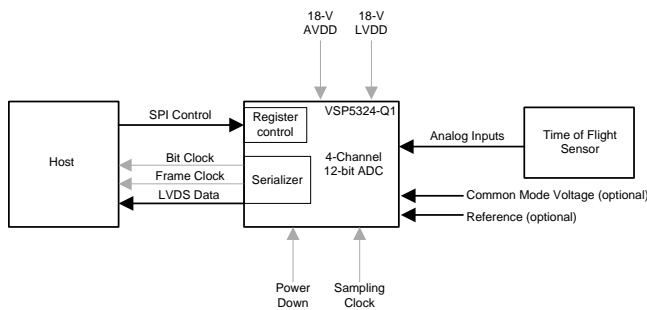 18-V
AVDD
18-V
LVDD
VSP5324-Q1
Host
SPI Control
Register
control
Bit Clock
Frame Clock
LVDS Data
Serializer
4-Channel
12-bit ADC
Analog Inputs
Time of Flight
Sensor
Common Mode Voltage (optional)
Reference (optional)
Power
Down
Sampling
Clock